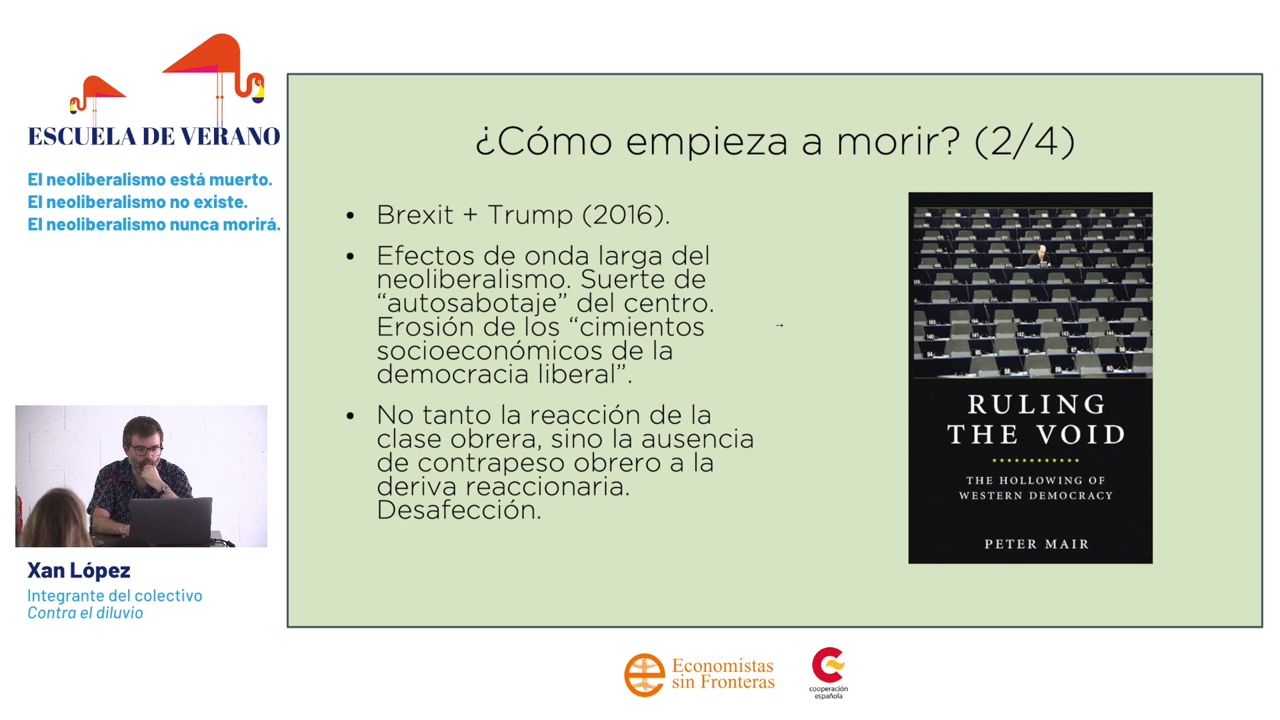 ESCUELA DE VERANO
El neoliberalismo está muerto.
El neoliberalismo no existe.
El neoliberalismo nunca morirá.
¿Cómo empieza a morir? (2/4)
• Brexit + Trump (2016).
• Efectos de onda larga del
neoliberalismo. Suerte de
“autosabotaje” del centro.
Erosión de los “cimientos
socioeconómicos de la
democracia liberal”.
• No tanto la reacción de la
clase obrera, sino la ausencia
de contrapeso obrero a la
deriva reaccionaria.
Desafección.
RULING
THE VOID
THE HOLLOWING OF
WESTERN DEMOCRACY
PETER MAIR
Xan López
Integrante del colectivo
Contra el diluvio
Economistas
sin Fronteras
cooperación
española